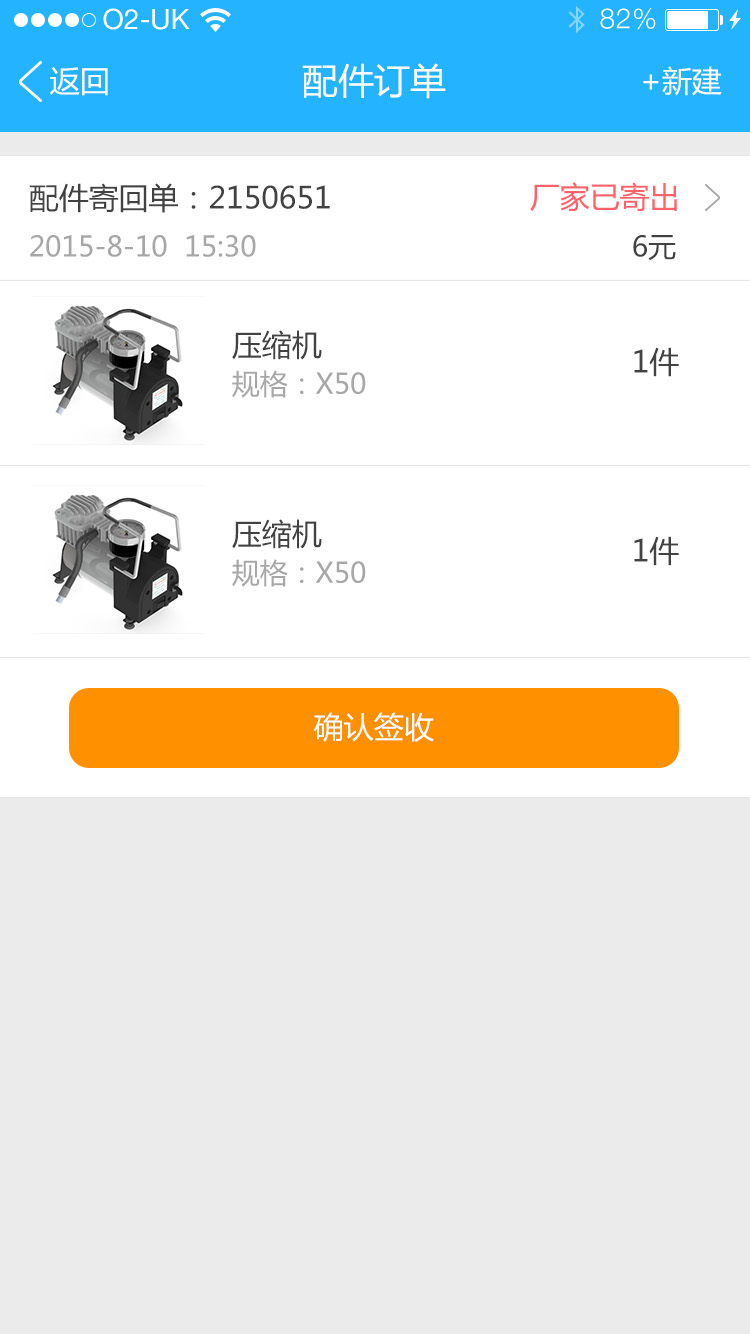 O2-UK 82%
返回 配件订单 +新建
配件寄回单：2150651 厂家已寄出
2015-8-10 15:30 6元
压缩机
规格：X50 1件
压缩机
规格：X50 1件
确认签收